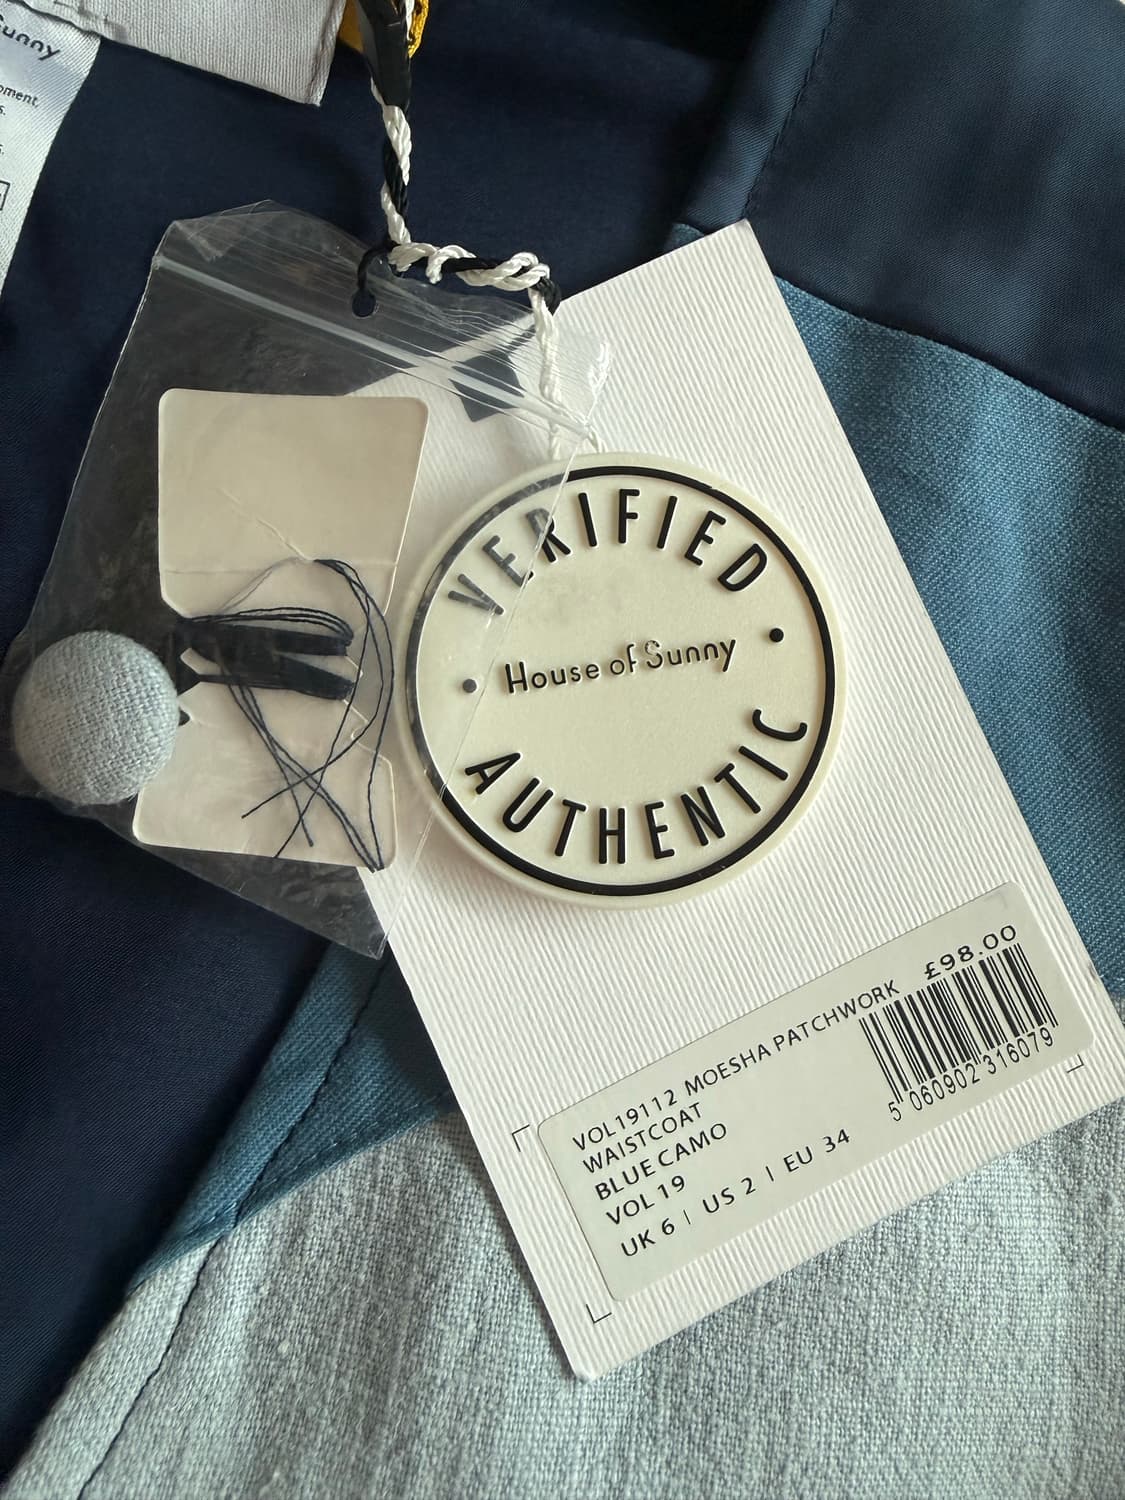 Sunny
VERIFIED
House of Sunny
AUTHENTIC
£98.00
VOL19112 MOESHA PATCHWORK
WAISTCOAT
BLUE CAMO
VOL 19
UK 6 | US 2 | EU 34
5 060902 316079